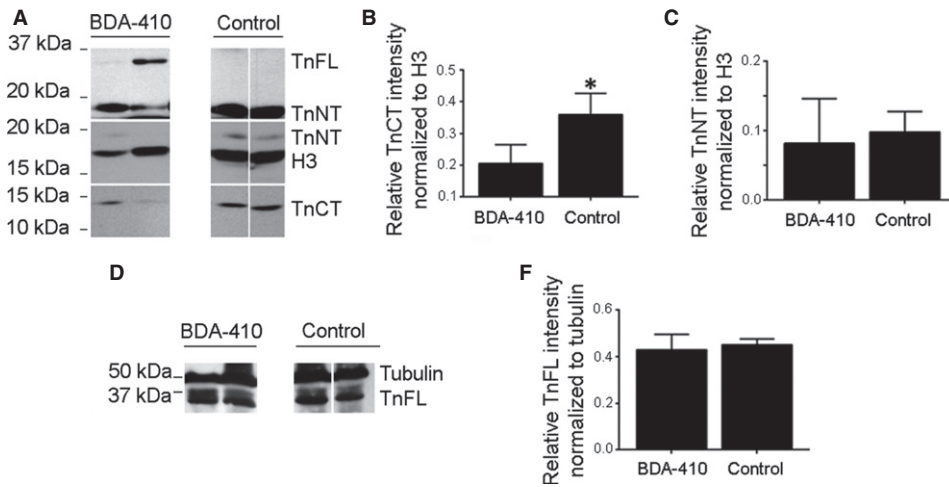 A
BDA-410
Control
37 kDa
20 kDa
20 kDa
15 kDa
15 kDa
10 kDa
TnFL
TnNT
TnNT
H3
TnCT
B
Relative TnCT intensity
normalized to H3
0.5
0.4
0.3
0.2
0.1
*
BDA-410
Control
C
Relative TnNT intensity
normalized to H3
0.2
0.1
0.0
BDA-410
Control
D
BDA-410
Control
50 kDa
37 kDa
Tubulin
TnFL
F
Relative TnFL intensity
normalized to tubulin
0.6
0.4
0.2
0.0
BDA-410
Control